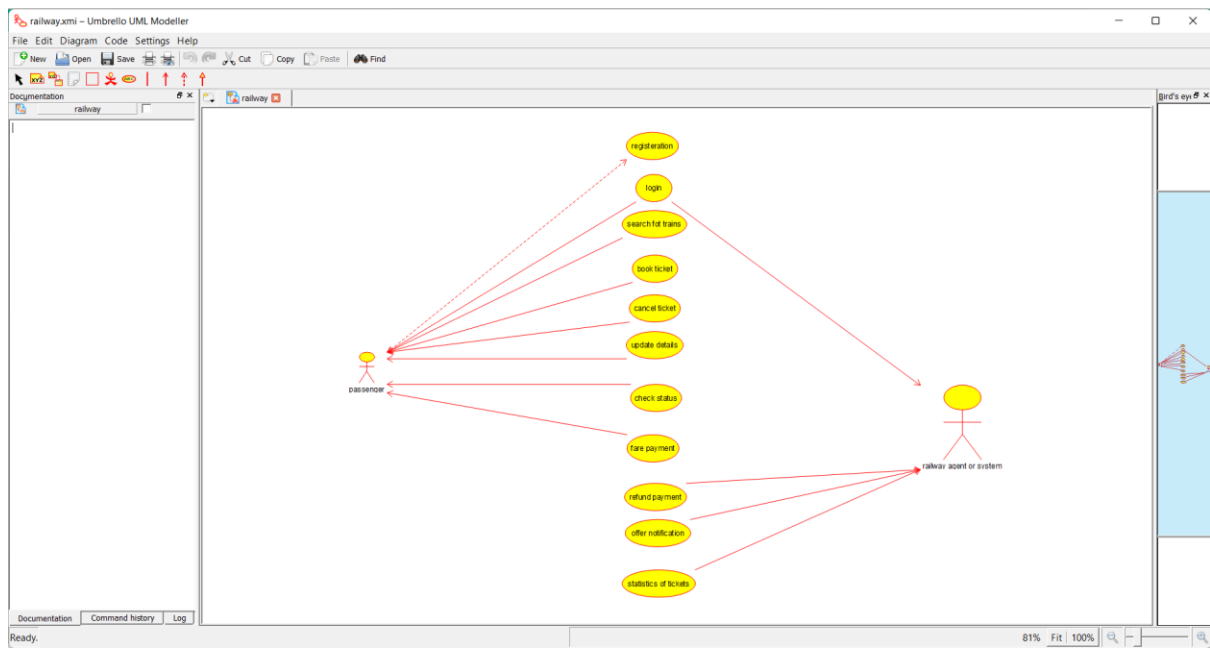 railway.xmi – Umbrello UML Modeller
File Edit Diagram Code Settings Help
New Open Save Cut Copy Paste Find
XYZ
Documentation
railway
railway
Bird's eye
registeration
login
search fot trains
book ticket
cancel ticket
update details
passenger
check status
fare payment
railway agent or system
refund payment
offer notification
statistics of tickets
Documentation Command history Log
Ready.
81% Fit 100%